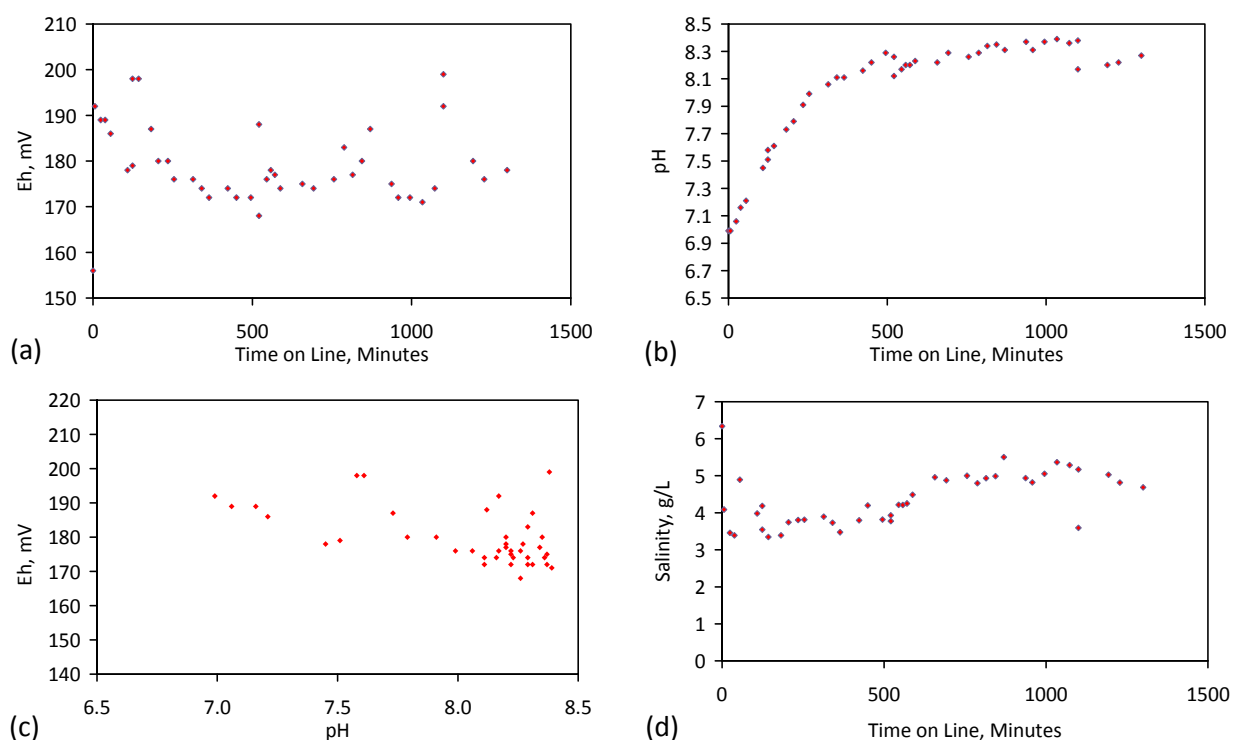 210
200
190
180
170
160
150
Eh, mV
0 500 1000 1500
Time on Line, Minutes
(a)
8.5
8.3
8.1
7.9
7.7
7.5
7.3
7.1
6.9
6.7
6.5
pH
0 500 1000 1500
Time on Line, Minutes
(b)
220
210
200
190
180
170
160
150
140
Eh, mV
6.5 7.0 7.5 8.0 8.5
pH
(c)
7
6
5
4
3
2
1
0
Salinity, g/L
0 500 1000 1500
Time on Line, Minutes
(d)